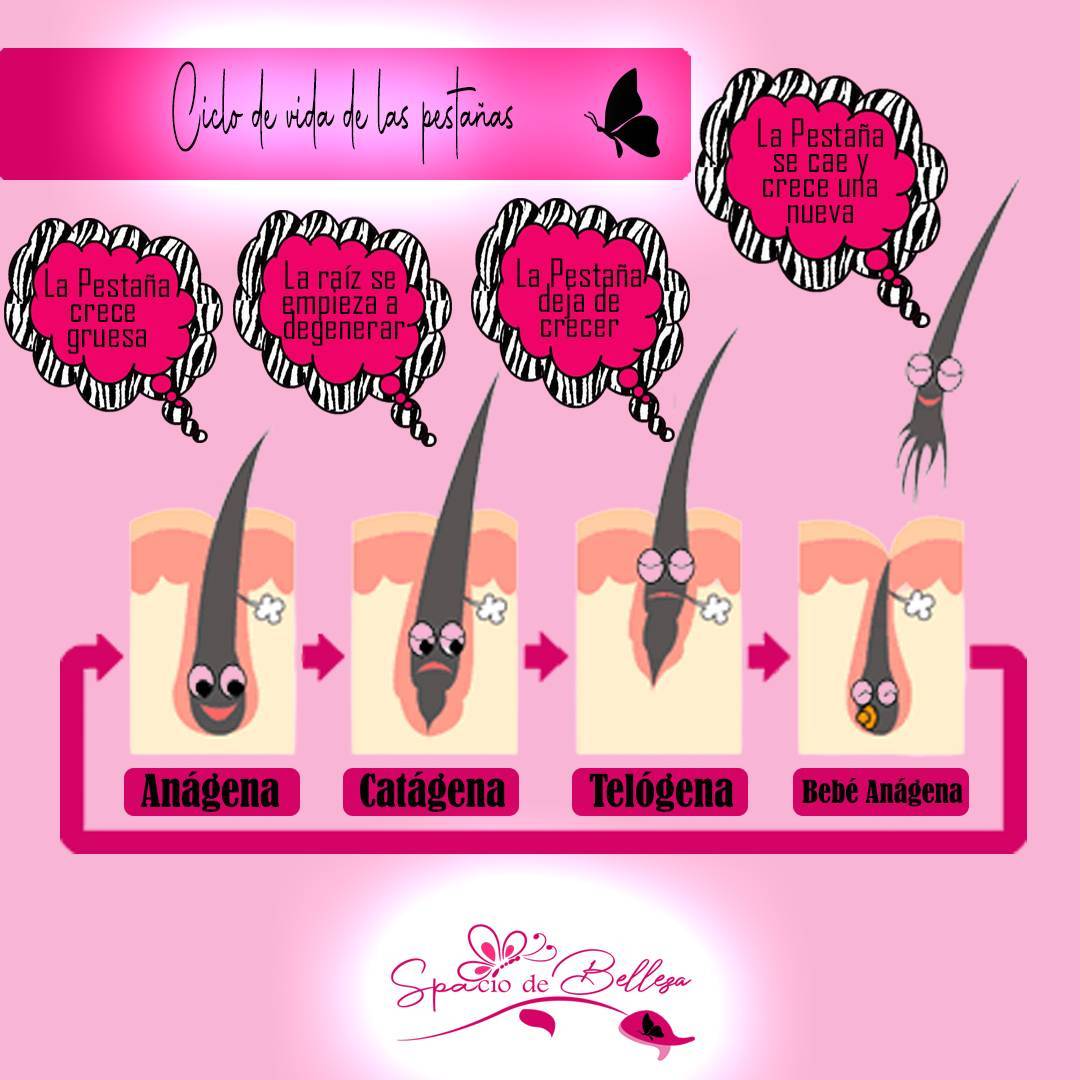 Ciclo de vida de las pestañas
La Pestaña
crece
gruesa
La raíz se
empieza a
degenerar
La Pestaña
deja de
crecer
La Pestaña
se cae y
crece una
nueva
Anágena
Catágena
Telógena
Bebé Anágena
Spacio de Belleza